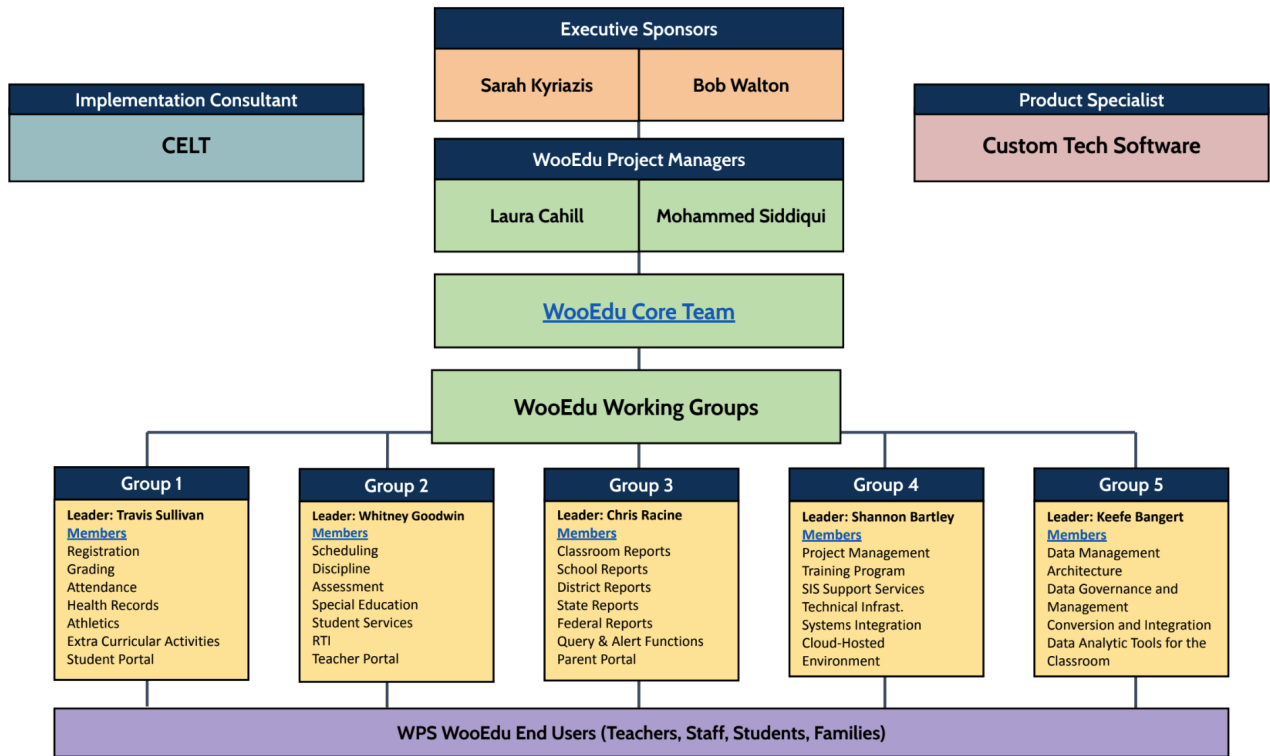 Executive Sponsors
Sarah Kyriazis
Bob Walton
Implementation Consultant
CELT
Product Specialist
Custom Tech Software
WooEdu Project Managers
Laura Cahill
Mohammed Siddiqui
WooEdu Core Team
WooEdu Working Groups
Group 1
Leader: Travis Sullivan
Members
Registration
Grading
Attendance
Health Records
Athletics
Extra Curricular Activities
Student Portal
Group 2
Leader: Whitney Goodwin
Members
Scheduling
Discipline
Assessment
Special Education
Student Services
RTI
Teacher Portal
Group 3
Leader: Chris Racine
Members
Classroom Reports
School Reports
District Reports
State Reports
Federal Reports
Query & Alert Functions
Parent Portal
Group 4
Leader: Shannon Bartley
Members
Project Management
Training Program
SIS Support Services
Technical Infrast.
Systems Integration
Cloud-Hosted
Environment
Group 5
Leader: Keefe Bangert
Members
Data Management
Architecture
Data Governance and
Management
Conversion and Integration
Data Analytic Tools for the
Classroom
WPS WooEdu End Users (Teachers, Staff, Students, Families)